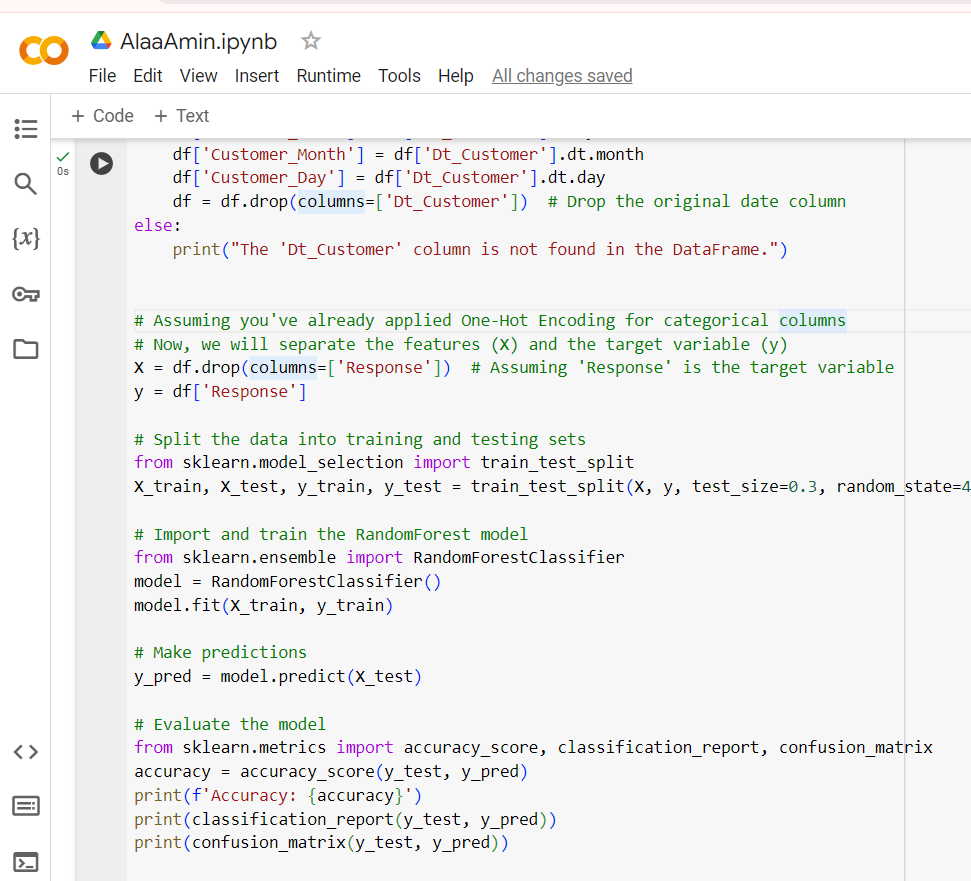 AlaaAmin.ipynb
File Edit View Insert Runtime Tools Help All changes saved
+ Code + Text
0s
df['Customer_Month'] = df['Dt_Customer'].dt.month
df['Customer_Day'] = df['Dt_Customer'].dt.day
df = df.drop(columns=['Dt_Customer'])  # Drop the original date column
else:
print("The 'Dt_Customer' column is not found in the DataFrame.")
# Assuming you've already applied One-Hot Encoding for categorical columns
# Now, we will separate the features (X) and the target variable (y)
X = df.drop(columns=['Response'])  # Assuming 'Response' is the target variable
y = df['Response']
# Split the data into training and testing sets
from sklearn.model_selection import train_test_split
X_train, X_test, y_train, y_test = train_test_split(X, y, test_size=0.3, random_state=4
# Import and train the RandomForest model
from sklearn.ensemble import RandomForestClassifier
model = RandomForestClassifier()
model.fit(X_train, y_train)
# Make predictions
y_pred = model.predict(X_test)
# Evaluate the model
from sklearn.metrics import accuracy_score, classification_report, confusion_matrix
accuracy = accuracy_score(y_test, y_pred)
print(f'Accuracy: {accuracy}')
print(classification_report(y_test, y_pred))
print(confusion_matrix(y_test, y_pred))